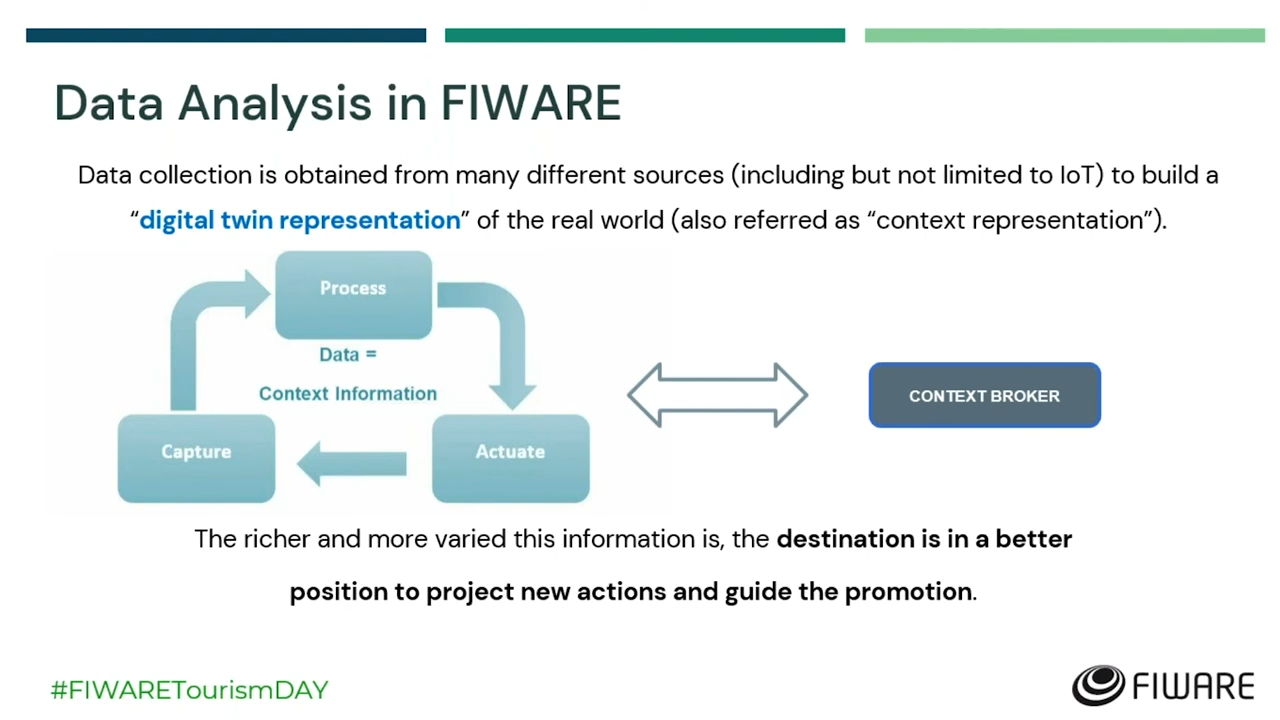 Data Analysis in FIWARE
Data collection is obtained from many different sources (including but not limited to IoT) to build a
“digital twin representation” of the real world (also referred as “context representation”).
Process
Data =
Context Information
Capture
Actuate
CONTEXT BROKER
The richer and more varied this information is, the destination is in a better
position to project new actions and guide the promotion.
#FIWARETourismDAY
FIWARE